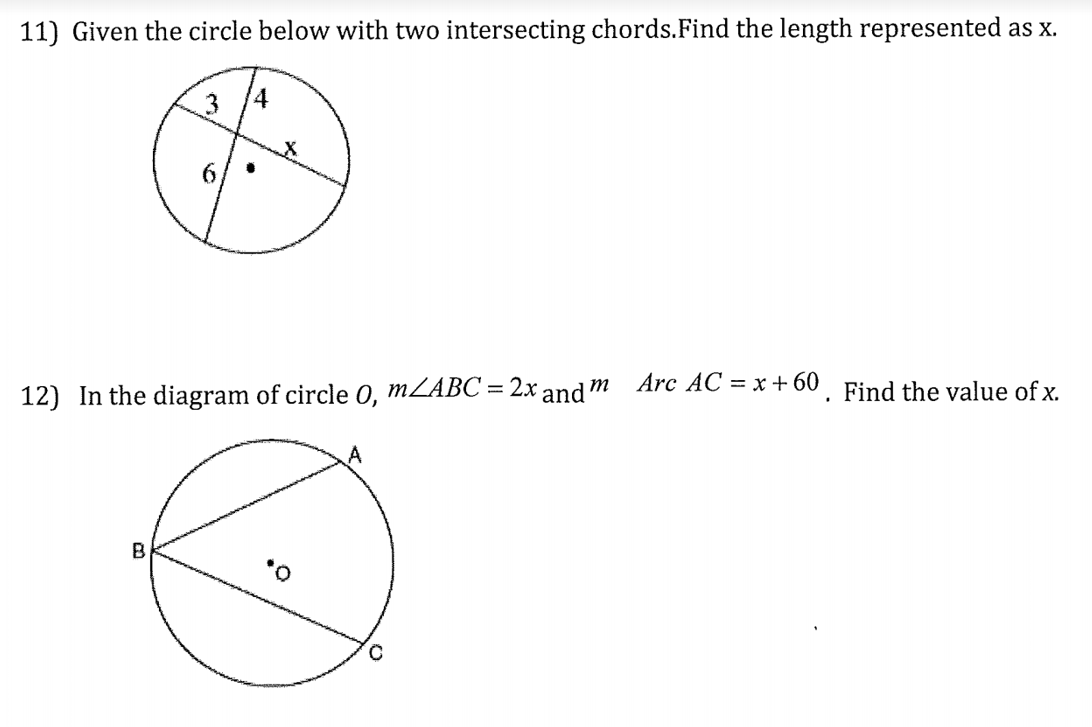 11) Given the circle below with two intersecting chords.Find the length represented as x.
3 4
x
6
12) In the diagram of circle O, m∠ABC = 2x and m Arc AC = x + 60 . Find the value of x.
A
B
O
C